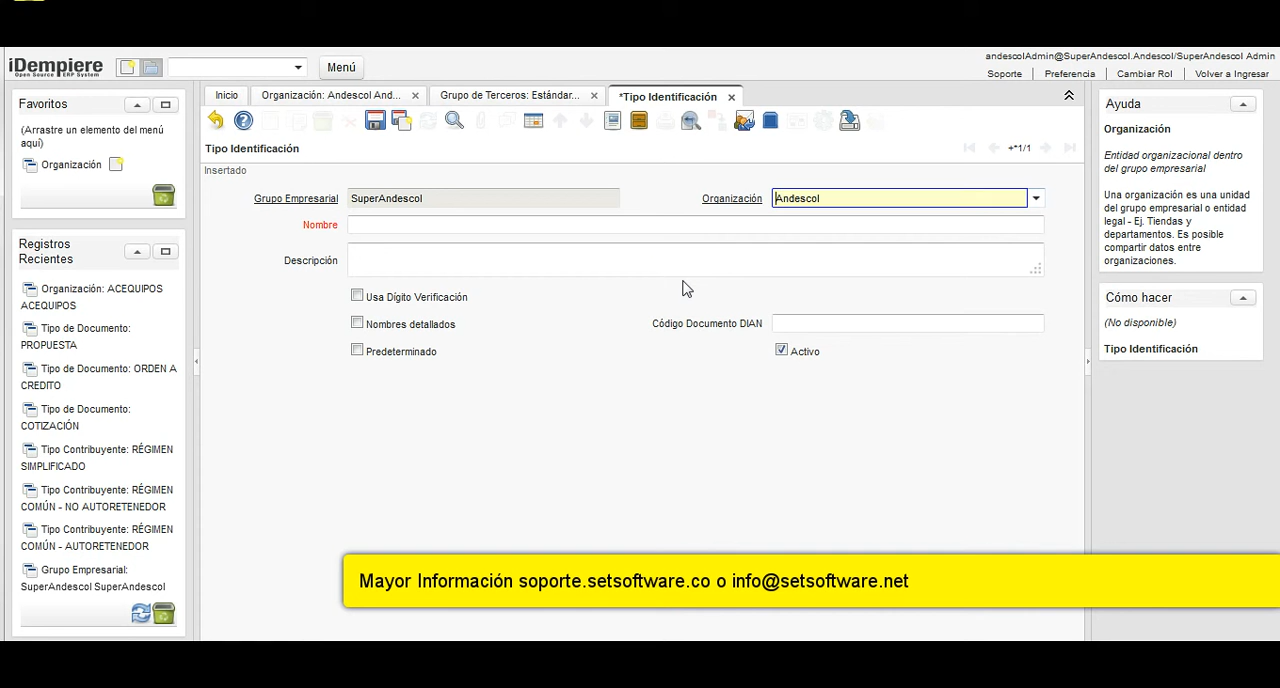 iDempiere
Open Source ERP System
Menú
andescolAdmin@SuperAndescol.Andescol/SuperAndescol Admin
Soporte
Preferencia
Cambiar Rol
Volver a Ingresar
Favoritos
(Arrastre un elemento del menú
aquí)
Organización
Registros
Recientes
Organización: ACEQUIPOS
ACEQUIPOS
Tipo de Documento:
PROPUESTA
Tipo de Documento: ORDEN A
CREDITO
Tipo de Documento:
COTIZACIÓN
Tipo Contribuyente: RÉGIMEN
SIMPLIFICADO
Tipo Contribuyente: RÉGIMEN
COMÚN - NO AUTORETENEDOR
Tipo Contribuyente: RÉGIMEN
COMÚN - AUTORETENEDOR
Grupo Empresarial:
SuperAndescol SuperAndescol
Inicio
Organización: Andescol And...
Grupo de Terceros: Estándar...
*Tipo Identificación
Tipo Identificación
+*1/1
Insertado
Grupo Empresarial SuperAndescol
Organización Andescol
Nombre
Descripción
Usa Dígito Verificación
Nombres detallados
Código Documento DIAN
Predeterminado
Activo
Ayuda
Organización
Entidad organizacional dentro
del grupo empresarial
Una organización es una unidad
del grupo empresarial o entidad
legal - Ej. Tiendas y
departamentos. Es posible
compartir datos entre
organizaciones.
Cómo hacer
(No disponible)
Tipo Identificación
Mayor Información soporte.setsoftware.co o info@setsoftware.net